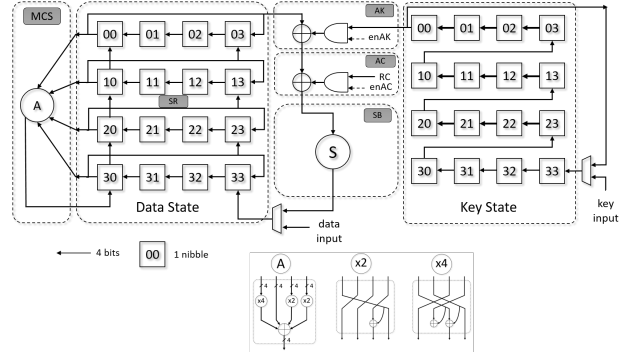 MCS
AK
00 01 02 03
enAK
00 01 02 03
AC
10 11 12 13
RC
enAC
10 11 12 13
A
SR
SB
20 21 22 23
S
20 21 22 23
30 31 32 33
30 31 32 33
Data State
data
input
Key State
key
input
4 bits
00
1 nibble
A
x2
x4
4 4 4 4
x4 x2 x2
4